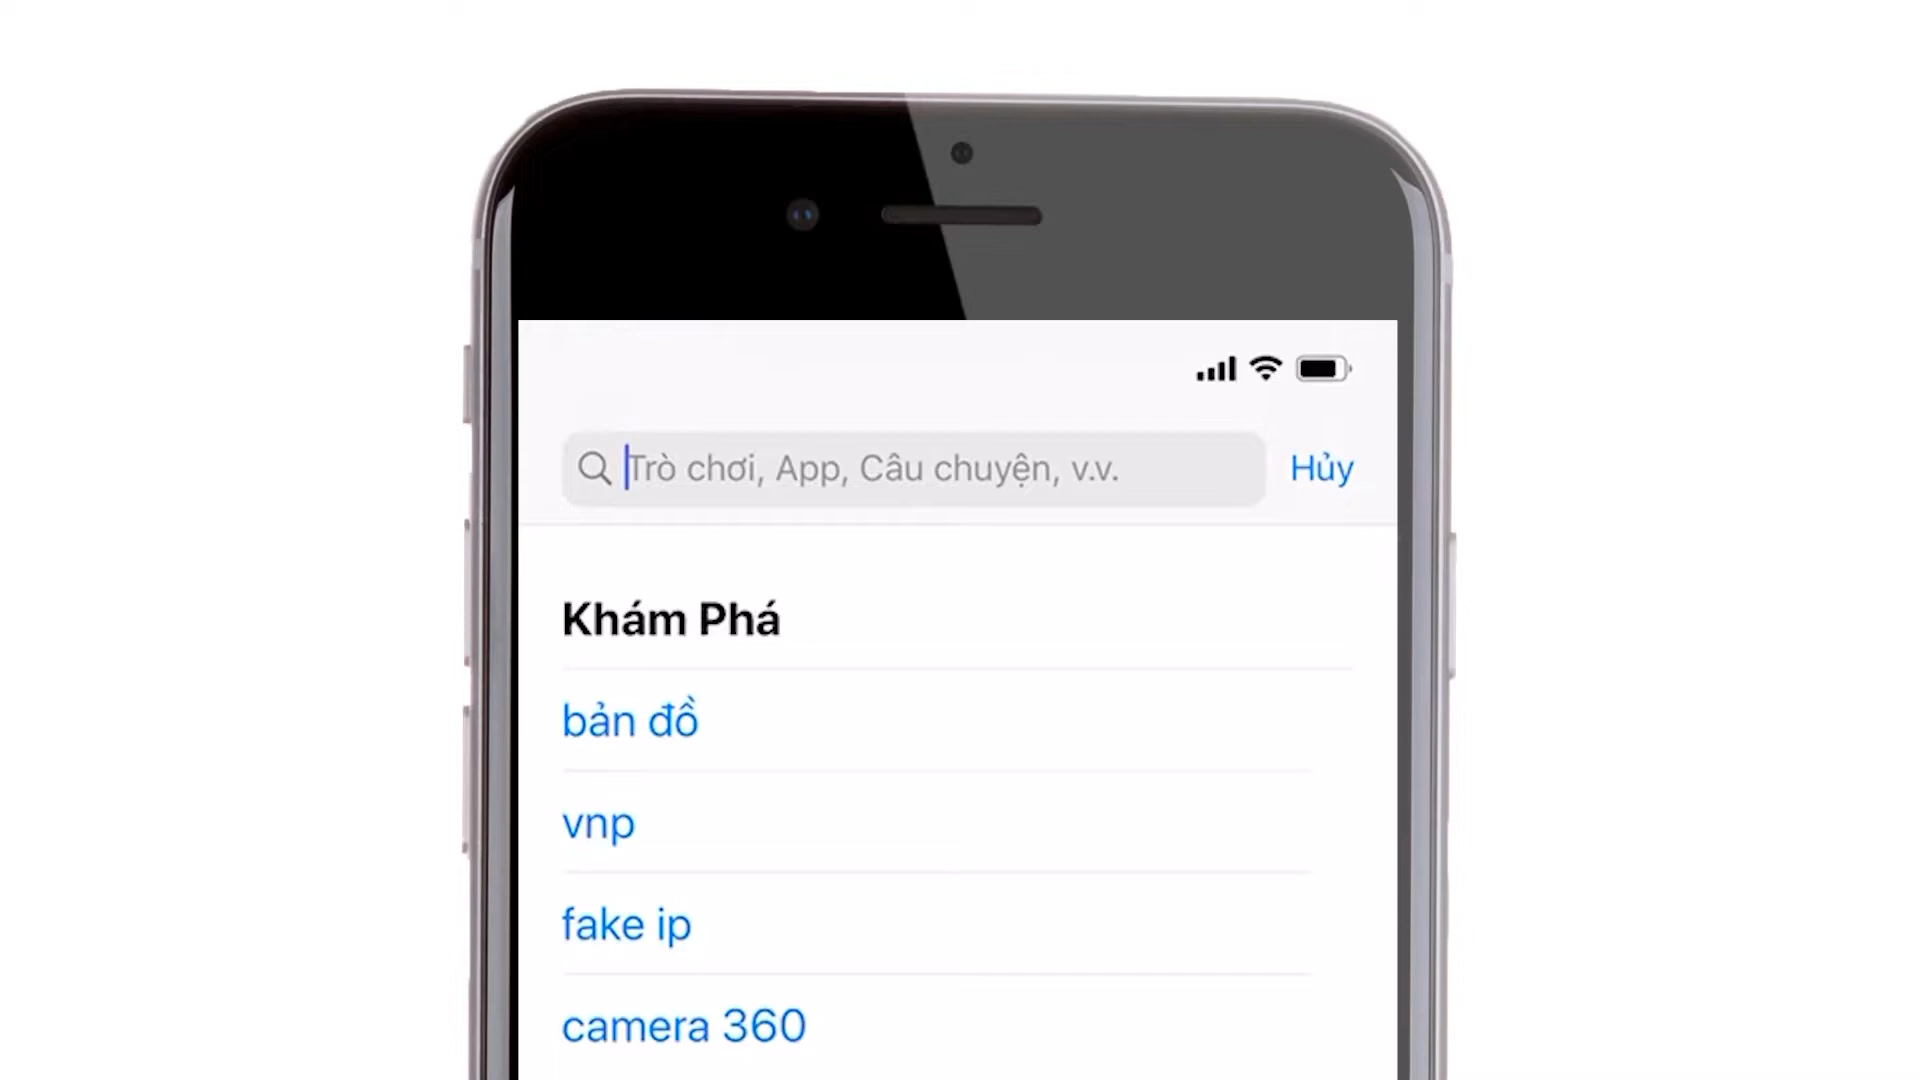 Trò chơi, App, Câu chuyện, v.v.
Hủy
Khám Phá
bản đồ
vnp
fake ip
camera 360